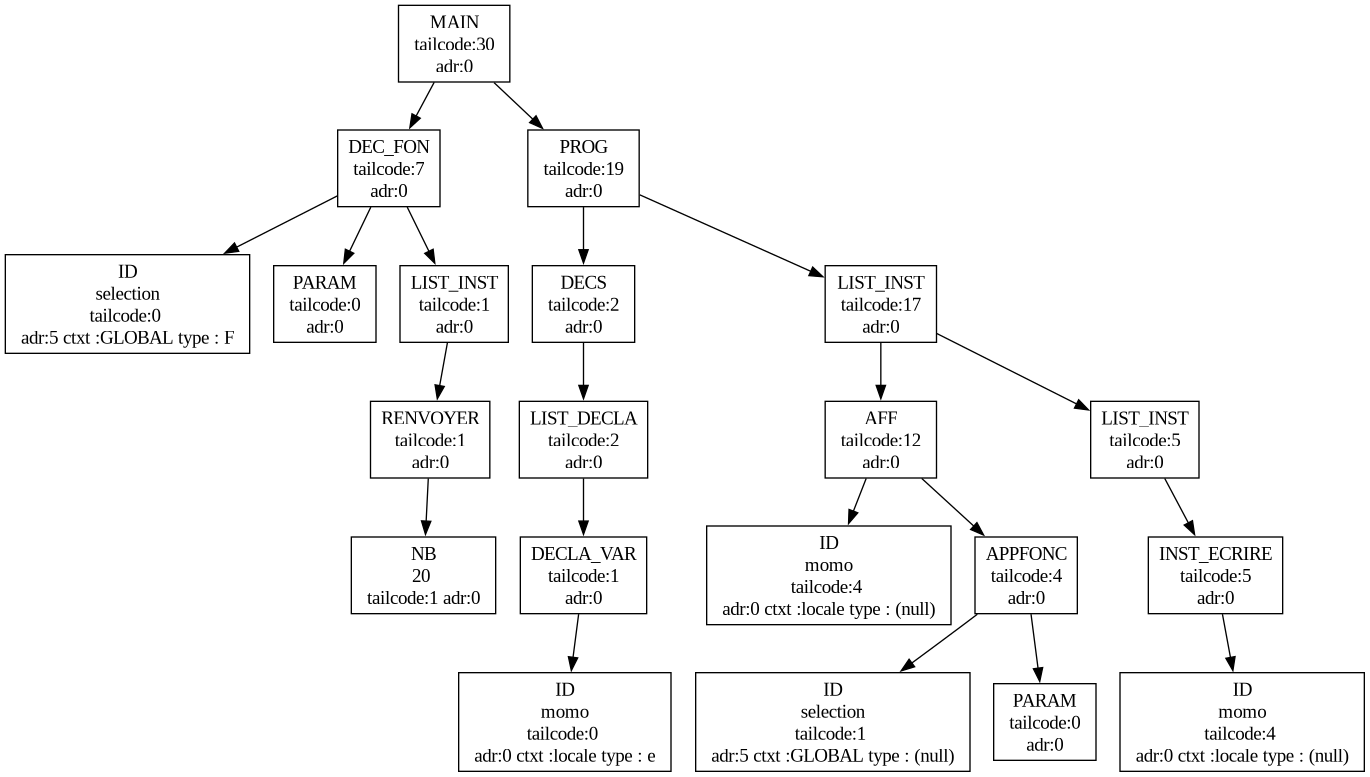 MAIN
tailcode:30
adr:0
DEC_FON
tailcode:7
adr:0
PROG
tailcode:19
adr:0
ID
selection
tailcode:0
adr:5 ctxt :GLOBAL type : F
PARAM
tailcode:0
adr:0
LIST_INST
tailcode:1
adr:0
DECS
tailcode:2
adr:0
LIST_INST
tailcode:17
adr:0
RENVOYER
tailcode:1
adr:0
LIST_DECLA
tailcode:2
adr:0
AFF
tailcode:12
adr:0
LIST_INST
tailcode:5
adr:0
NB
20
tailcode:1 adr:0
DECLA_VAR
tailcode:1
adr:0
ID
momo
tailcode:4
adr:0 ctxt :locale type : (null)
APPFONC
tailcode:4
adr:0
INST_ECRIRE
tailcode:5
adr:0
ID
momo
tailcode:0
adr:0 ctxt :locale type : e
ID
selection
tailcode:1
adr:5 ctxt :GLOBAL type : (null)
PARAM
tailcode:0
adr:0
ID
momo
tailcode:4
adr:0 ctxt :locale type : (null)